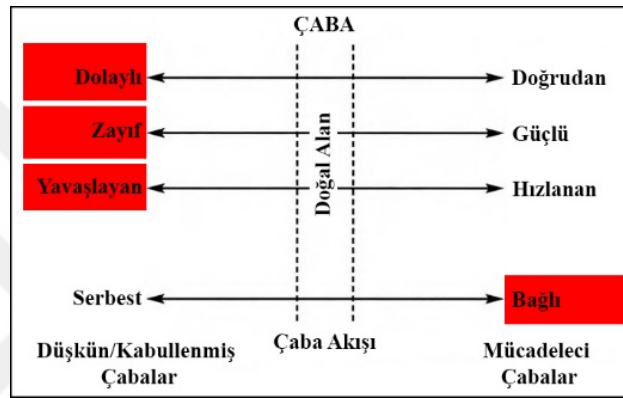 ÇABA
Dolaylı Doğrudan
Zayıf Güçlü
Doğal Alan
Yavaşlayan Hızlanan
Serbest Bağlı
Düşkün/Kabullenmiş
Çabalar
Çaba Akışı
Mücadeleci
Çabalar